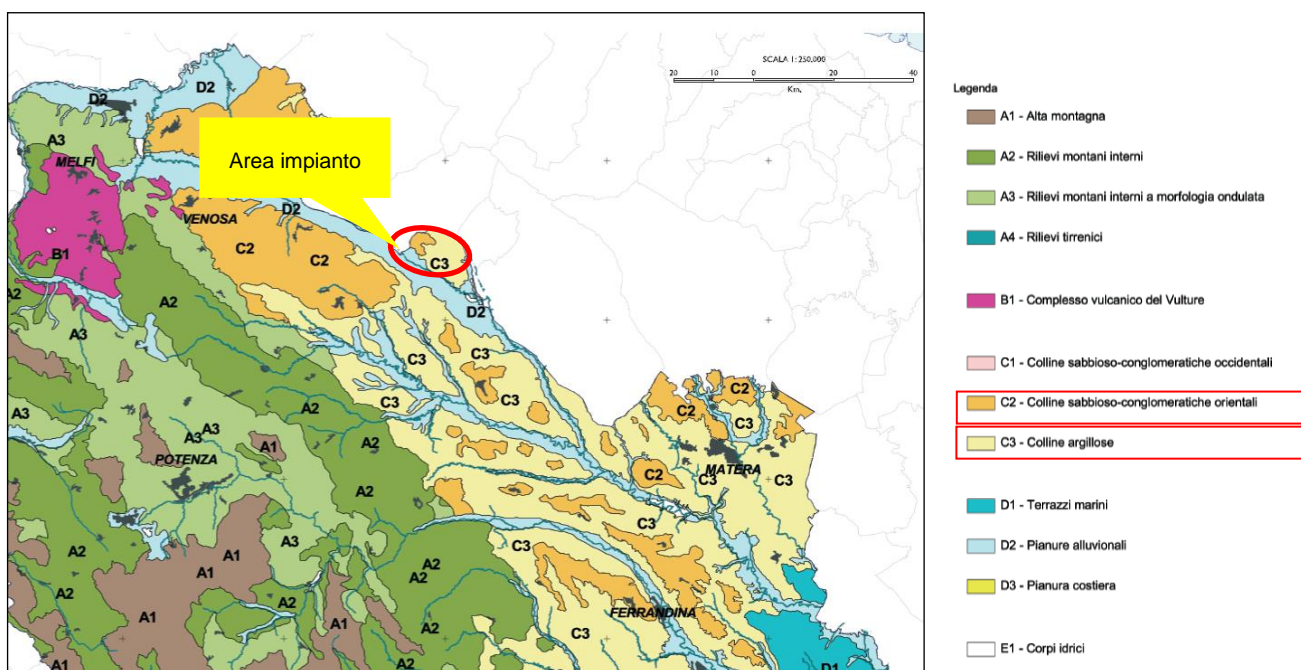 SCALA 1:250,000
20 10 0 20 40
Km.
D2
D2
A3
MELFI
Area impianto
VENOSA
D2
C2
C2
C3
B1
A2
A2
D2
A3
C3
C3
C3
C3
C2
C2
C3
A3
A2
A3
A3
A1
A2
POTENZA
C2
MATERA
C3
C3
A2
C3
A1
A3
C3
A2
A2
A2
A2
A1
A2
A2
A1
A1
A2
FERRANDINA
C3
A1
A2
D1
Legenda
A1 - Alta montagna
A2 - Rilievi montani interni
A3 - Rilievi montani interni a morfologia ondulata
A4 - Rilievi tirrenici
B1 - Complesso vulcanico del Vulture
C1 - Colline sabbioso-conglomeratiche occidentali
C2 - Colline sabbioso-conglomeratiche orientali
C3 - Colline argillose
D1 - Terrazzi marini
D2 - Pianure alluvionali
D3 - Pianura costiera
E1 - Corpi idrici